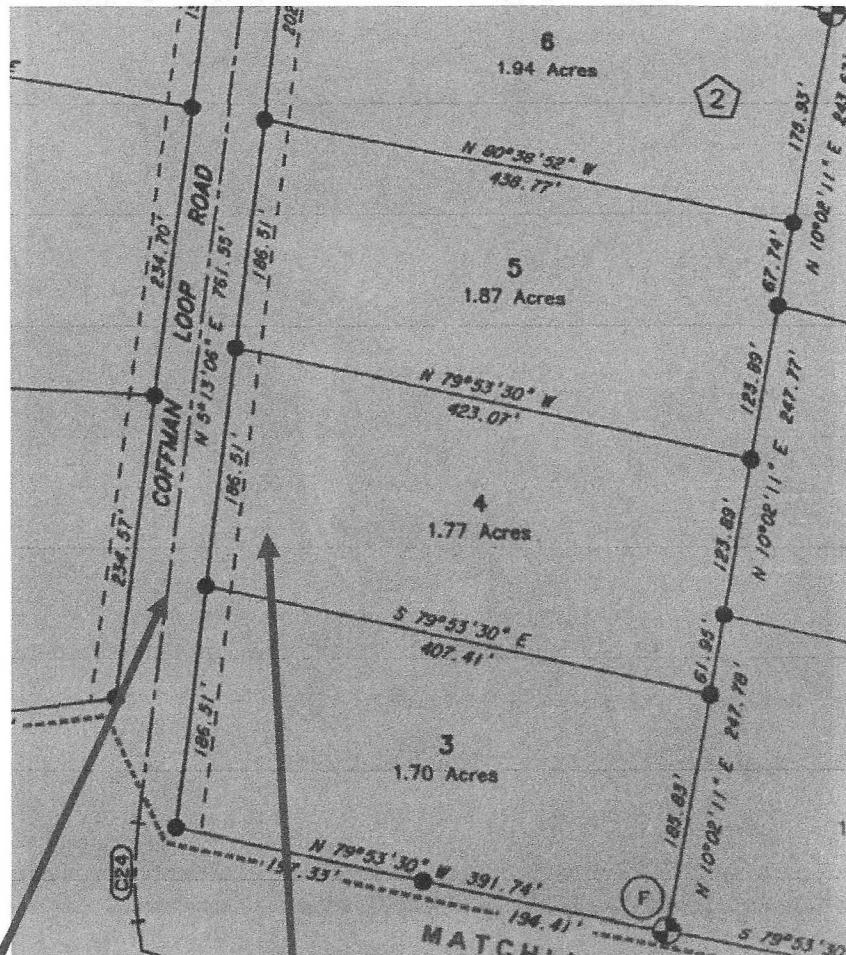 6
1.94 Acres
2
N 80°38'52" W
438.77'
175.93'
N 10°02'11" E
5
1.87 Acres
67.74'
234.70'
COFFMAN LOOP ROAD
N 5°13'06" E 761.55'
186.51'
N 79°53'30" W
423.07'
123.89'
N 10°02'11" E 247.77'
4
1.77 Acres
186.51'
123.89'
234.57'
S 79°53'30" E
407.41'
61.95'
3
1.70 Acres
186.51'
N 10°02'11" E 247.78'
185.83'
N 79°53'30" W 391.74'
197.33'
194.41'
C24
F
S 79°53'30"